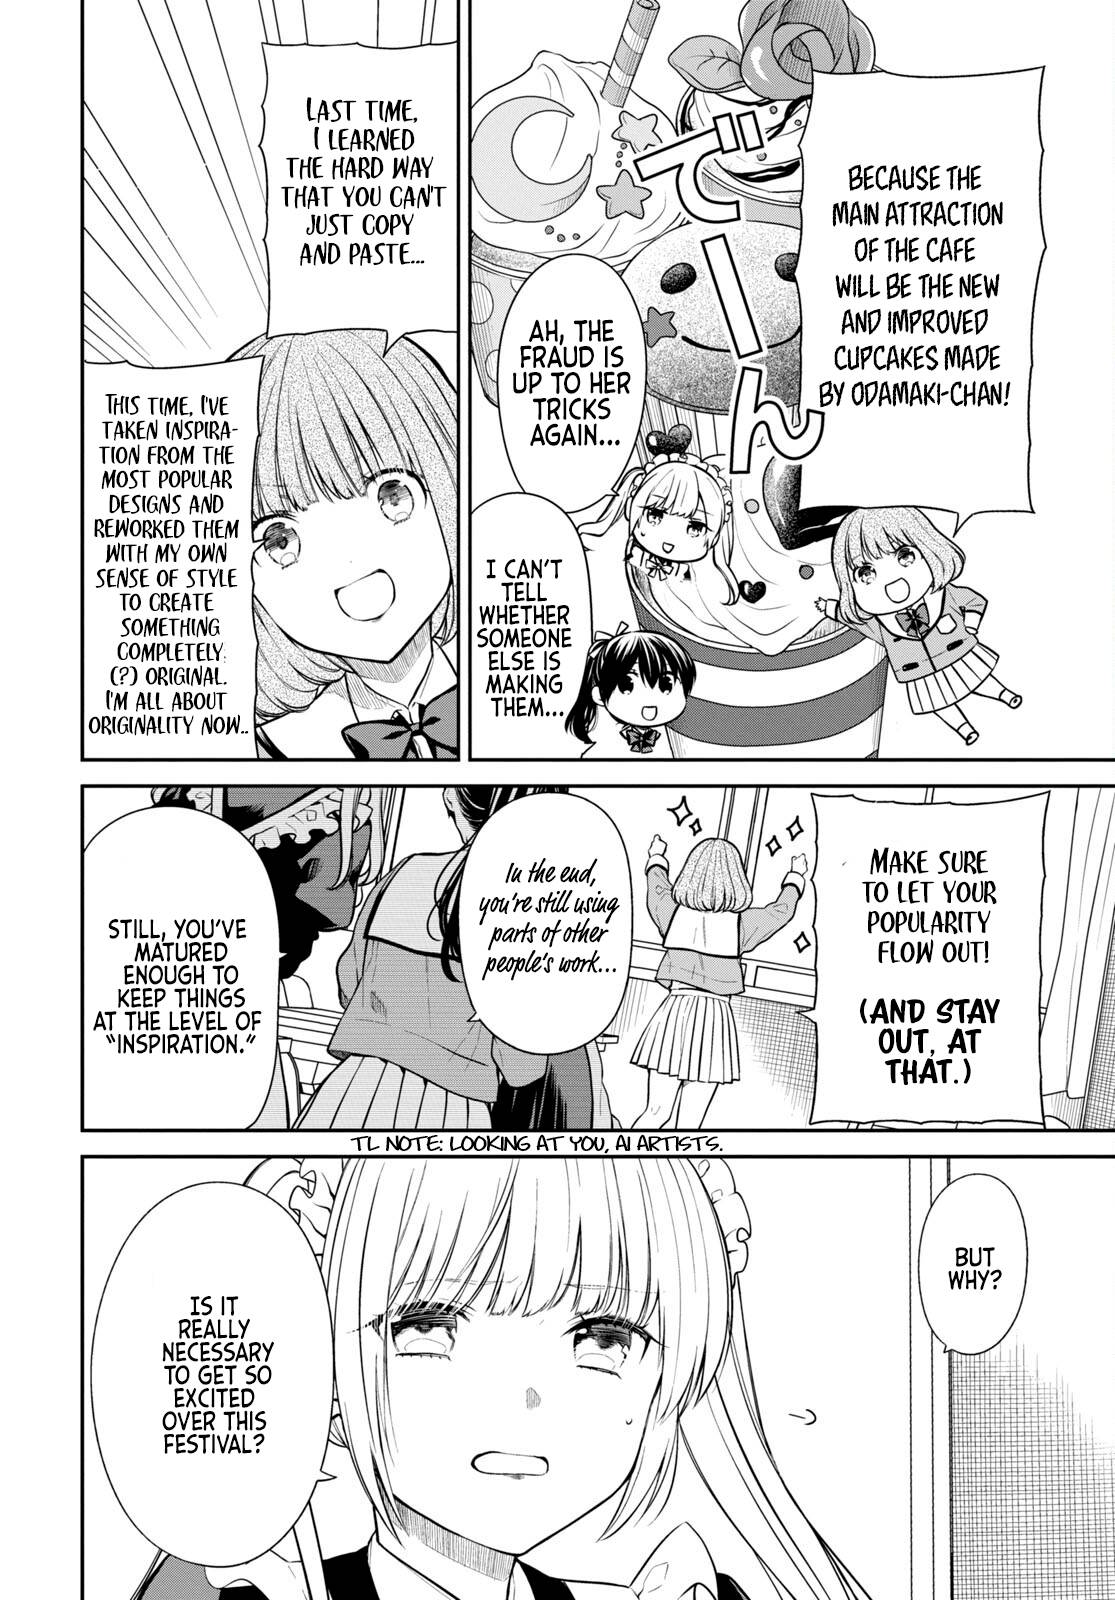 BECAUSE THE
MAIN ATTRACTION
OF THE CAFE
WILL BE THE NEW
AND IMPROVED
CUPCAKES MADE
BY ODAMAKI-CHAN!
でーん
AH, THE
FRAUD IS
UP TO HER
TRICKS
AGAIN...
I CAN'T
TELL
WHETHER
SOMEONE
ELSE IS
MAKING
THEM...
LAST TIME,
I LEARNED
THE HARD WAY
THAT YOU CAN'T
JUST COPY
AND PASTE...
THIS TIME, I'VE
TAKEN INSPIRA-
TION FROM THE
MOST POPULAR
DESIGNS AND
REWORKED THEM
WITH MY OWN
SENSE OF STYLE
TO CREATE
SOMETHING
COMPLETELY
(?) ORIGINAL.
I'M ALL ABOUT
ORIGINALITY NOW..
MAKE SURE
TO LET YOUR
POPULARITY
FLOW OUT!
(AND STAY
OUT, AT
THAT.)
In the end,
you're still using
parts of other
people's work...
STILL, YOU'VE
MATURED
ENOUGH TO
KEEP THINGS
AT THE LEVEL OF
"INSPIRATION."
TL NOTE: LOOKING AT YOU, AI ARTISTS.
BUT
WHY?
IS IT
REALLY
NECESSARY
TO GET SO
EXCITED
OVER THIS
FESTIVAL?